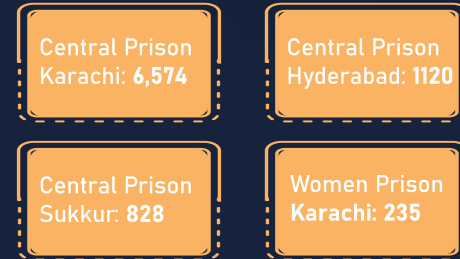 Central Prison
Karachi: 6,574
Central Prison
Hyderabad: 1120
Central Prison
Sukkur: 828
Women Prison
Karachi: 235